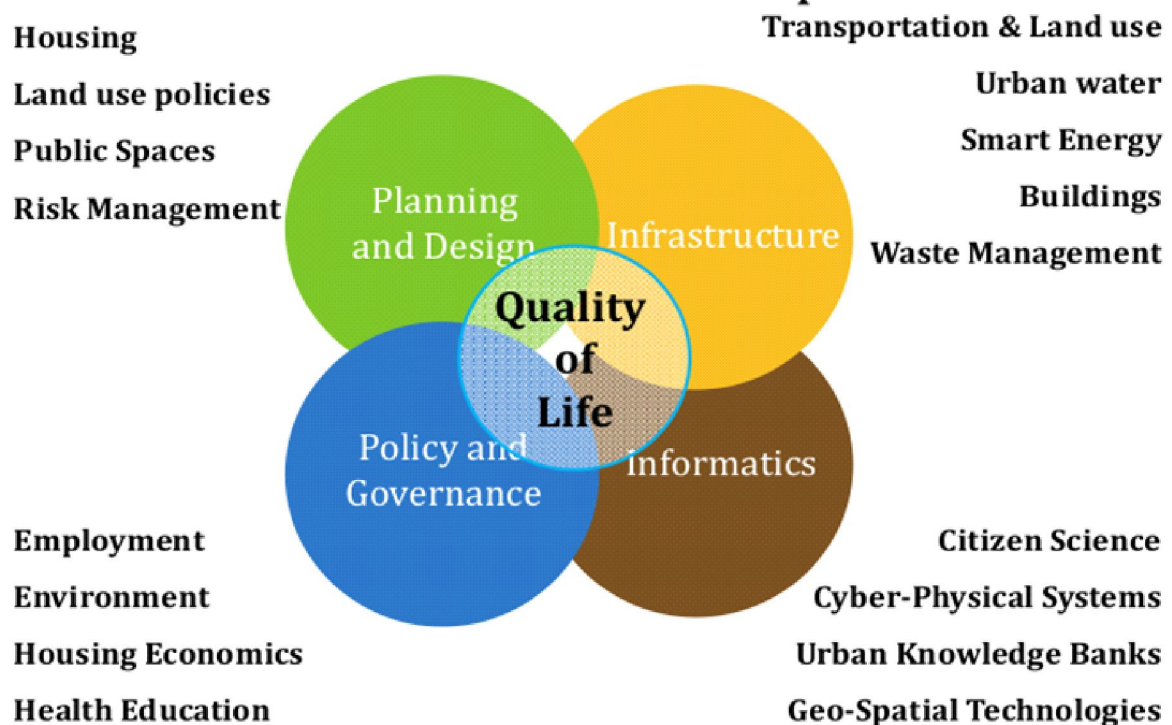 Housing
Land use policies
Public Spaces
Risk Management
Transportation & Land use
Urban water
Smart Energy
Buildings
Waste Management
Planning
and Design
Infrastructure
Quality
of
Life
Policy and
Governance
Informatics
Employment
Environment
Housing Economics
Health Education
Citizen Science
Cyber-Physical Systems
Urban Knowledge Banks
Geo-Spatial Technologies